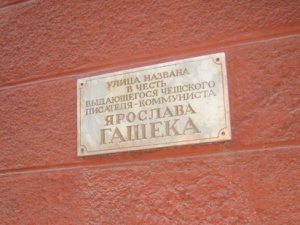 УЛИЦА НАЗВАНА
В ЧЕСТЬ
ВЫДАЮЩЕГОСЯ ЧЕШСКОГО
ПИСАТЕЛЯ-КОММУНИСТА
ЯРОСЛАВА
ГАШЕКА